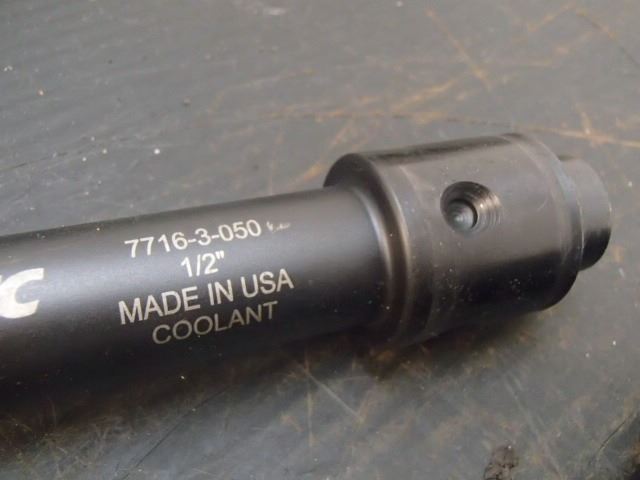 7716-3-050
1/2"
MADE IN USA
COOLANT